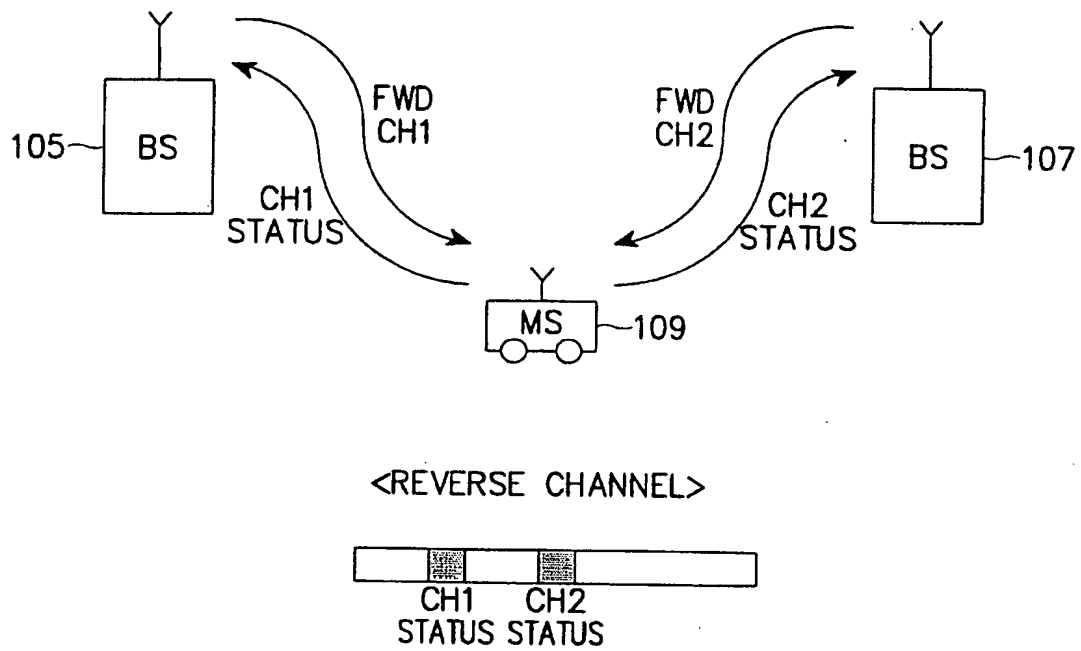 105
BS
FWD
CH1
CH1
STATUS
FWD
CH2
CH2
STATUS
BS
107
MS
109
<REVERSE CHANNEL>
CH1
STATUS
CH2
STATUS